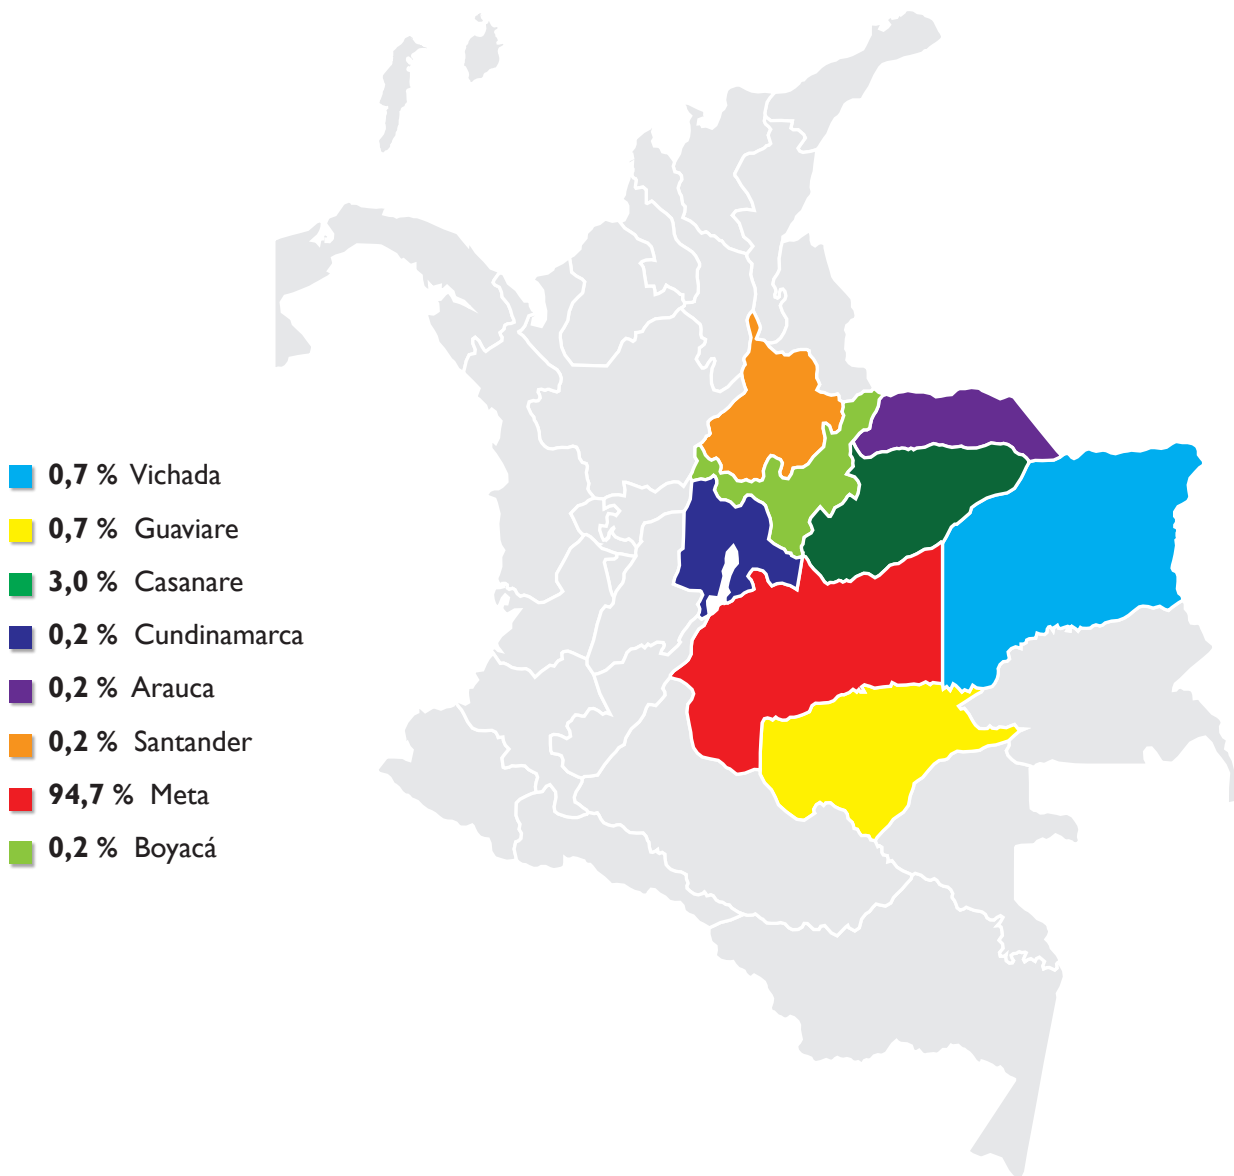 0,7 % Vichada
0,7 % Guaviare
3,0 % Casanare
0,2 % Cundinamarca
0,2 % Arauca
0,2 % Santander
94,7 % Meta
0,2 % Boyacá